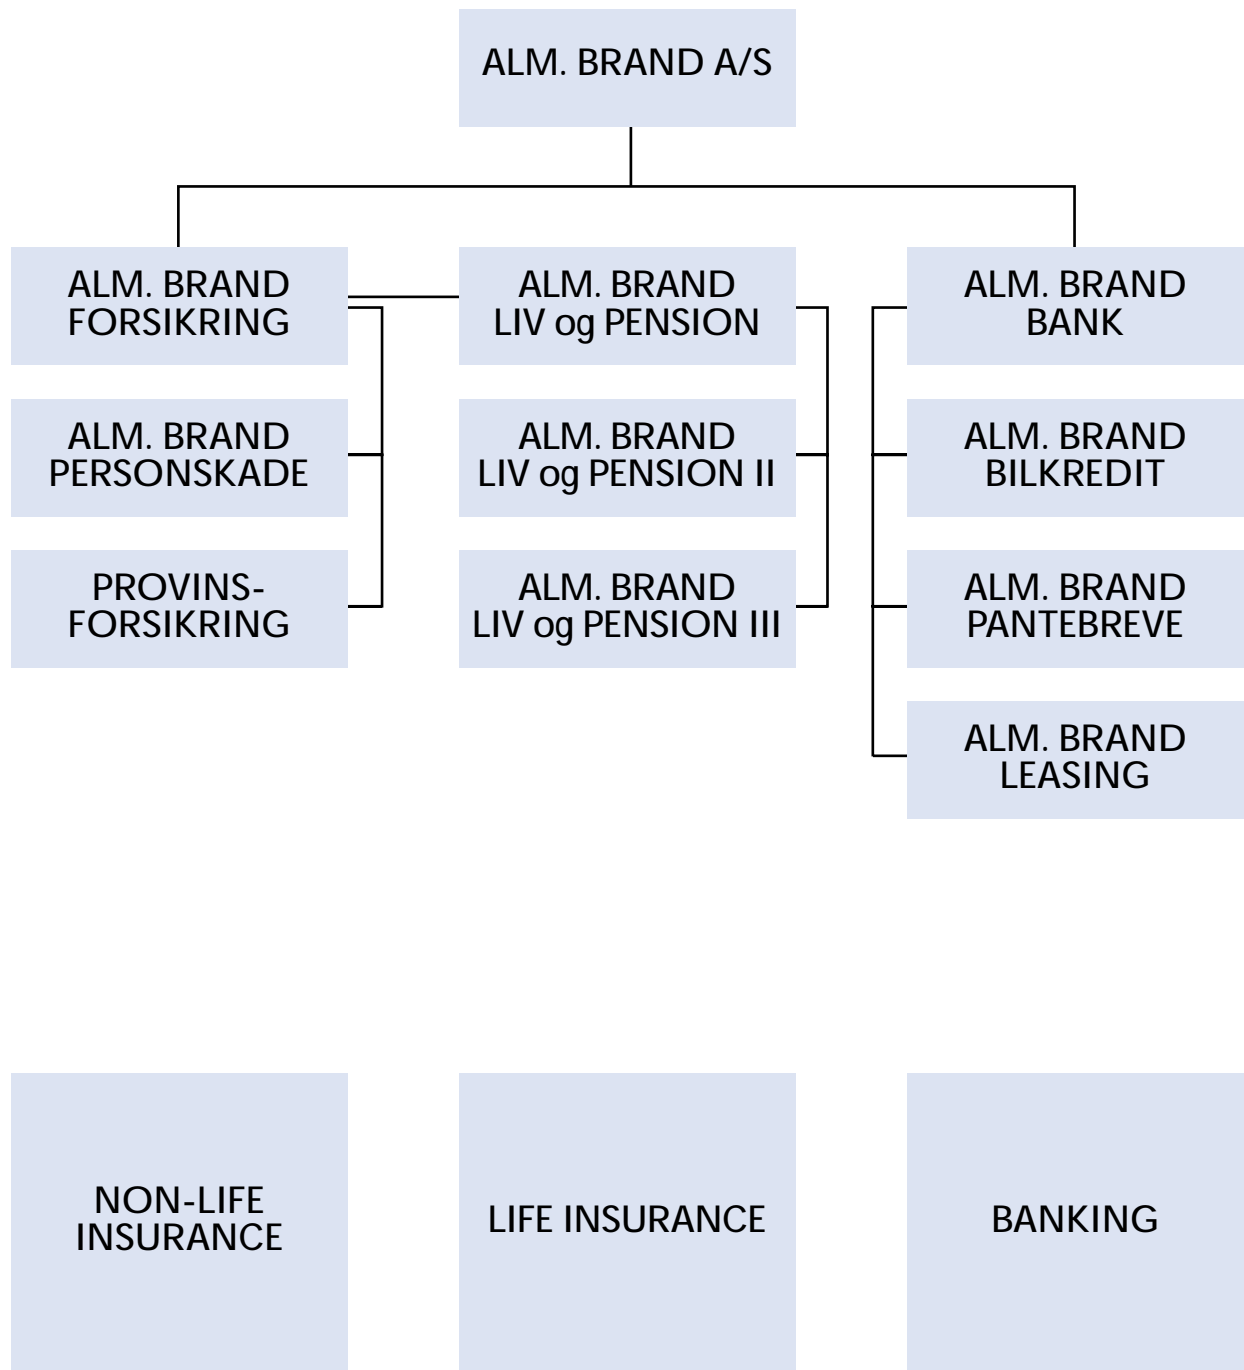 ALM. BRAND A/S
ALM. BRAND
FORSIKRING
ALM. BRAND
LIV og PENSION
ALM. BRAND
BANK
ALM. BRAND
PERSONSKADE
ALM. BRAND
LIV og PENSION II
ALM. BRAND
BILKREDIT
PROVINS-
FORSIKRING
ALM. BRAND
LIV og PENSION III
ALM. BRAND
PANTEBREVE
ALM. BRAND
LEASING
NON-LIFE
INSURANCE
LIFE INSURANCE
BANKING